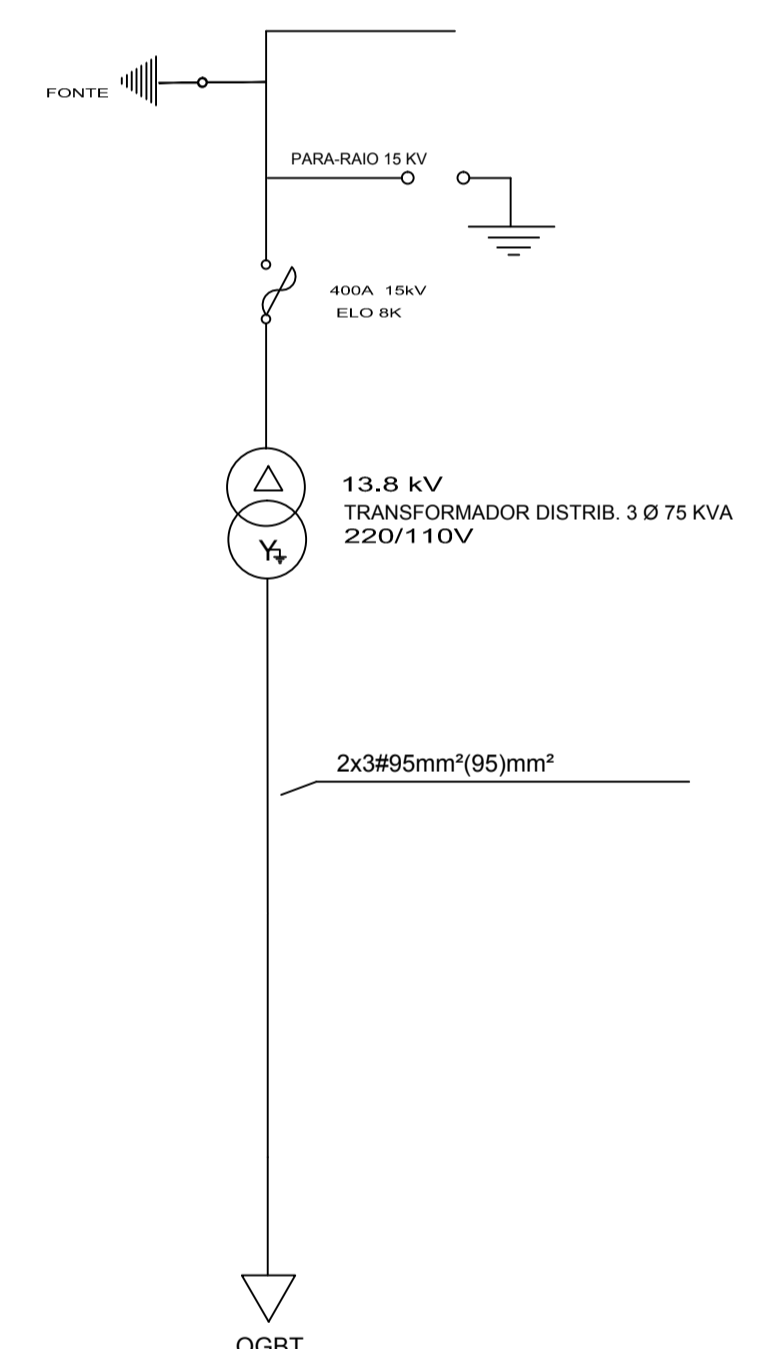 FONTE
PARA-RAIO 15 KV
400A 15kV
ELO 8K
13.8 kV
TRANSFORMADOR DISTRIB. 3 Ø 75 KVA
220/110V
2x3#95mm²(95)mm²
QGBT